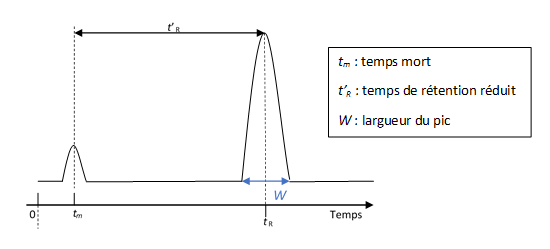 t'R
tm : temps mort
t'R : temps de rétention réduit
W : largueur du pic
W
0
tm
tR
Temps